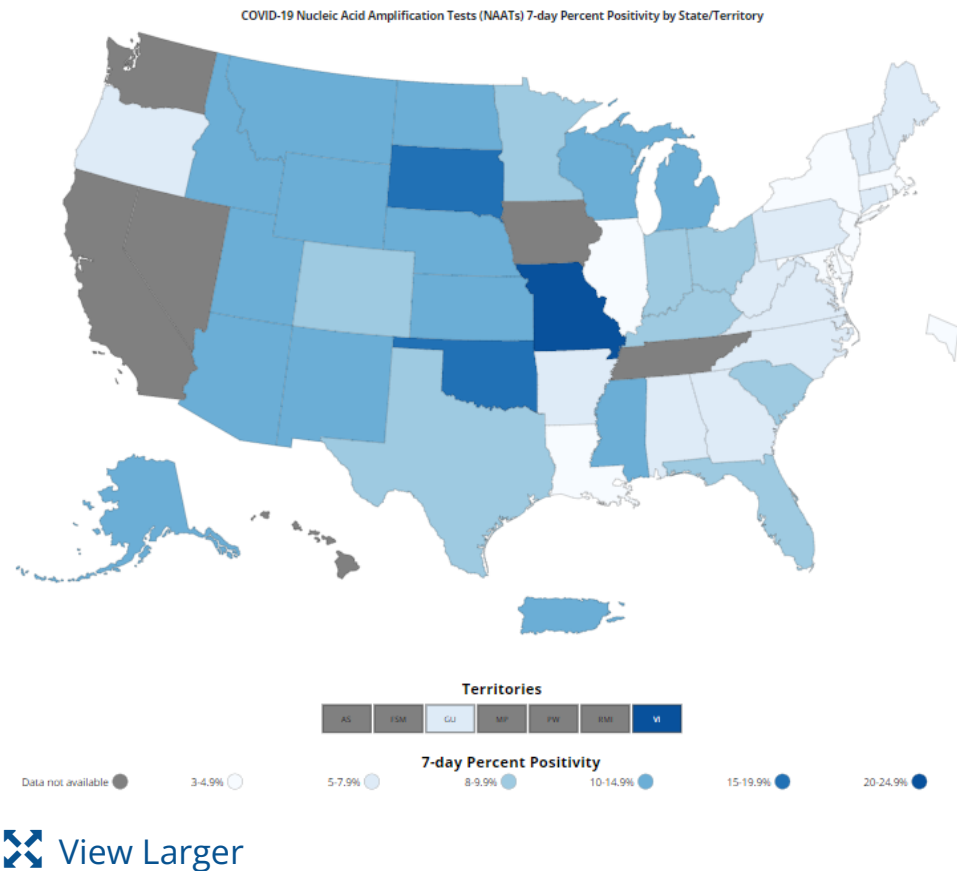 COVID-19 Nucleic Acid Amplification Tests (NAATs) 7-day Percent Positivity by State/Territory
Territories
AS FSM GU MP PW RMI VI
7-day Percent Positivity
Data not available 3-4.9% 5-7.9% 8-9.9% 10-14.9% 15-19.9% 20-24.9%
View Larger